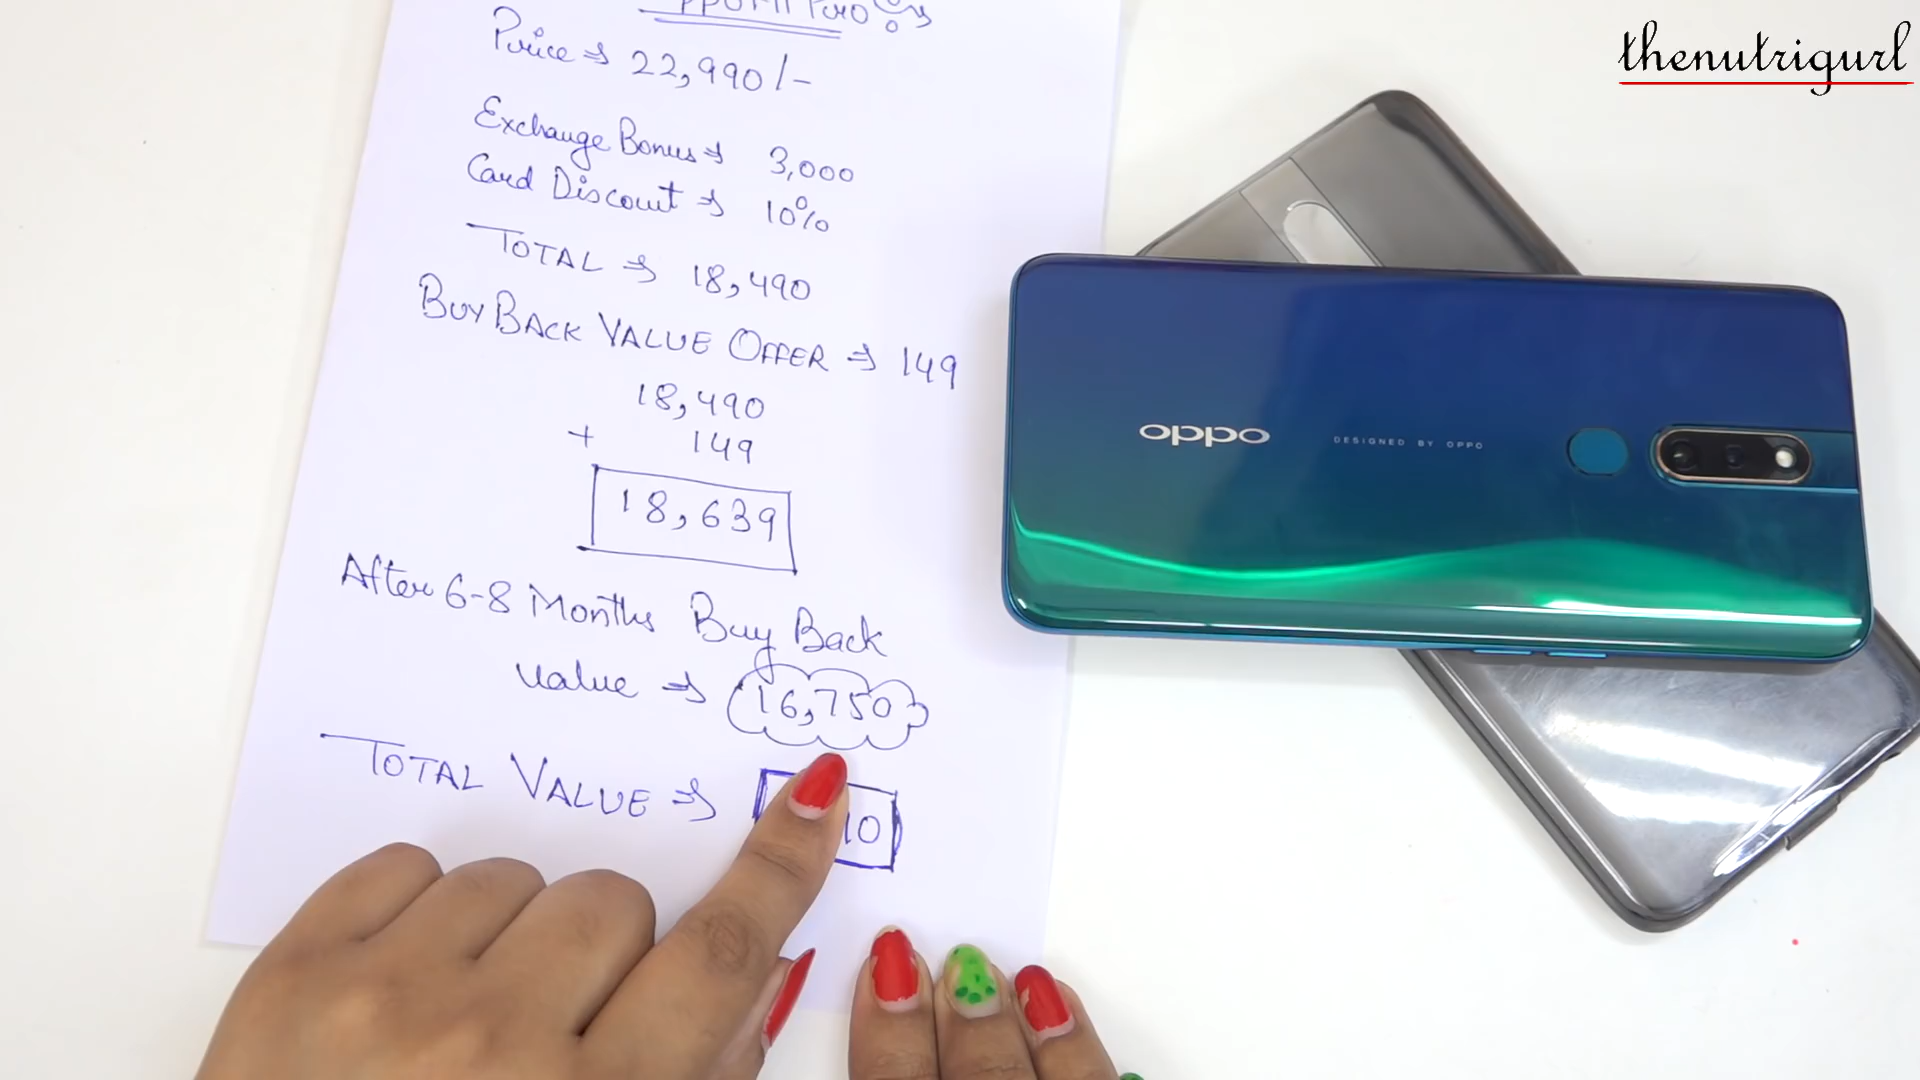 Price → 22,990/-
Exchange Bonus → 3,000
Card Discount → 10%
TOTAL → 18,490
BUY BACK VALUE OFFER → 149
18,490
+ 149
18,639
After 6-8 Months Buy Back
value → 16,750
TOTAL VALUE →
oppo
DESIGNED BY OPPO
thenutrigurl